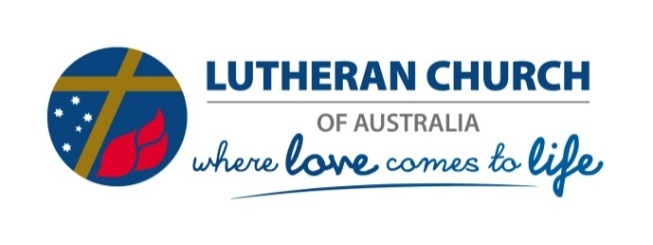 LUTHERAN CHURCH
OF AUSTRALIA
where love comes to life